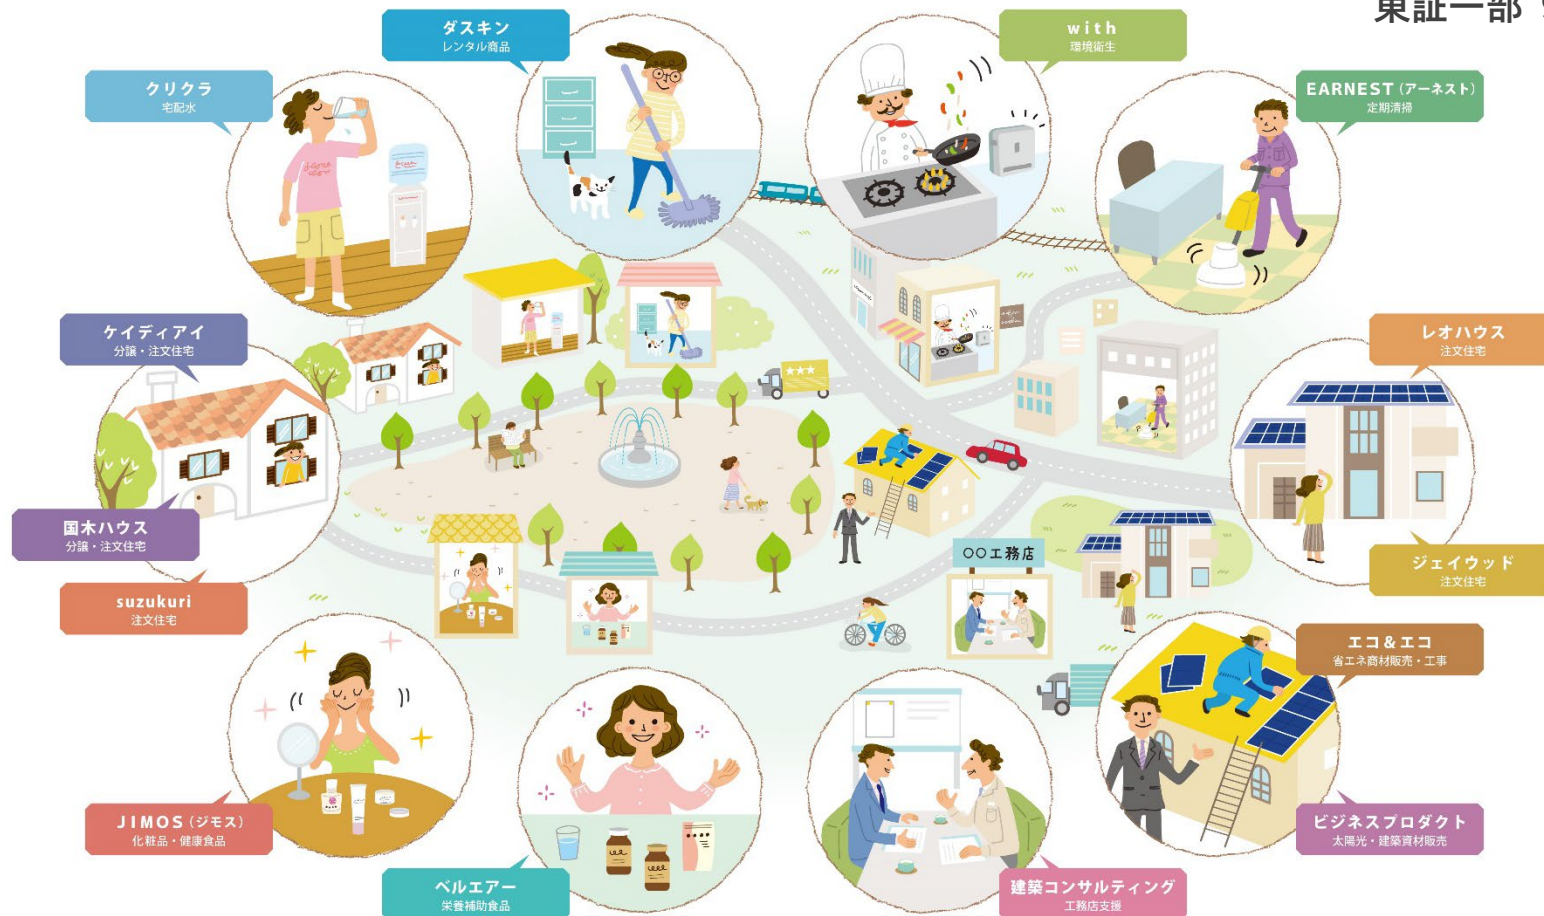 東証一部
ダスキン
レンタル商品
with
環境衛生
クリクラ
宅配水
EARNEST（アーネスト）
定期清掃
ケイディアイ
分譲・注文住宅
レオハウス
注文住宅
国木ハウス
分譲・注文住宅
○○工務店
ジェイウッド
注文住宅
suzukuri
注文住宅
エコ＆エコ
省エネ商材販売・工事
JIMOS（ジモス）
化粧品・健康食品
ビジネスプロダクト
太陽光・建築資材販売
ベルエアー
栄養補助食品
建築コンサルティング
工務店支援